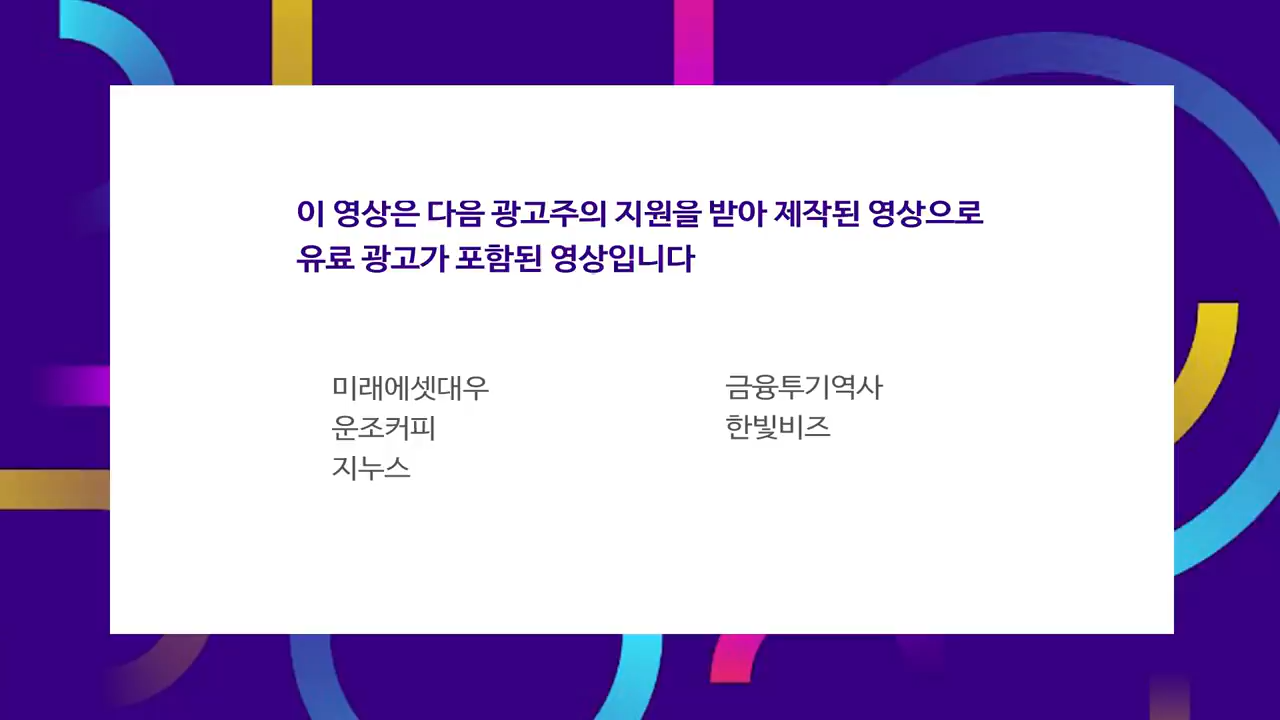 이 영상은 다음 광고주의 지원을 받아 제작된 영상으로
유료 광고가 포함된 영상입니다
미래에셋대우
운조커피
지누스
금융투기역사
한빛비즈